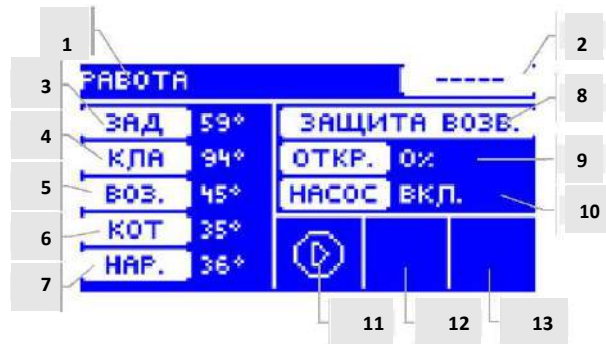 1
2
РАБОТА
-----
3
ЗАД 59°
8
ЗАЩИТА ВОЗВ.
4
КЛА 94°
ОТКР. 0%
9
5
ВОЗ. 45°
НАСОС ВКЛ.
10
6
КОТ 35°
7
НАР. 36°
11
12
13